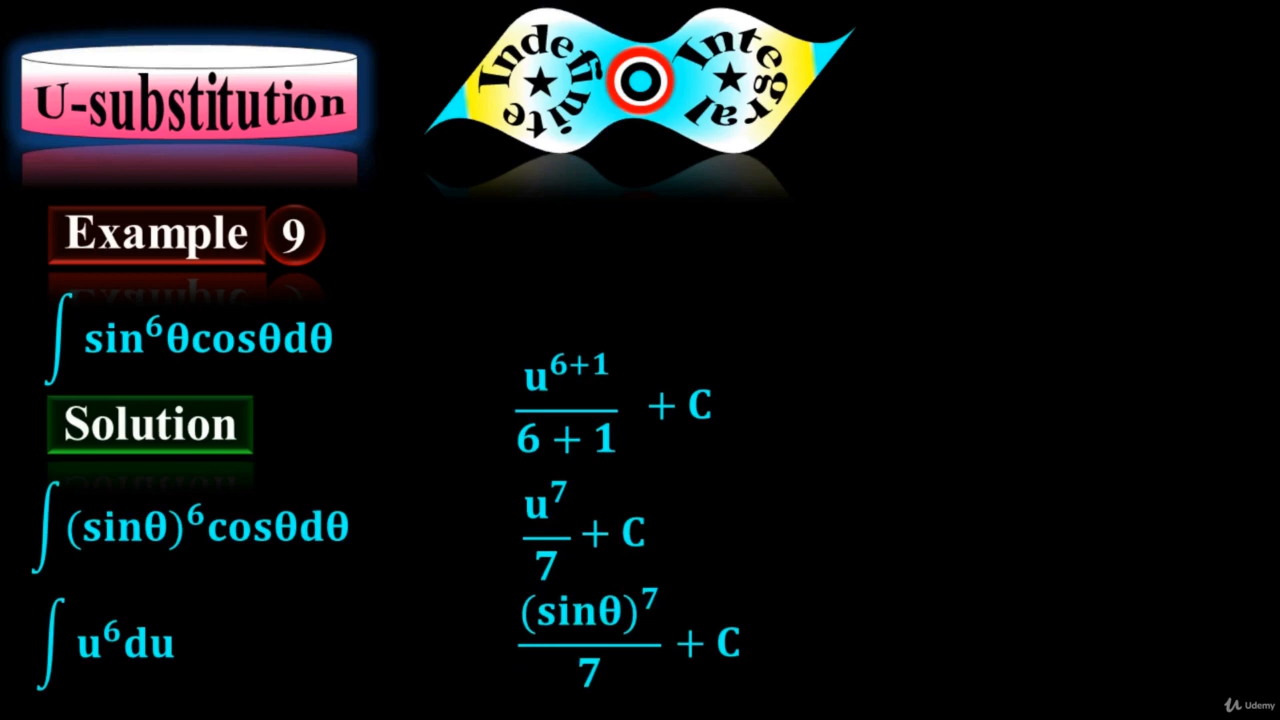 U-substitution
Indefinite Integral
Example 9
∫ sin⁶θcosθdθ
Solution
∫ (sinθ)⁶cosθdθ
∫ u⁶du
u⁶⁺¹/(6 + 1) + C
u⁷/7 + C
(sinθ)⁷/7 + C
Udemy